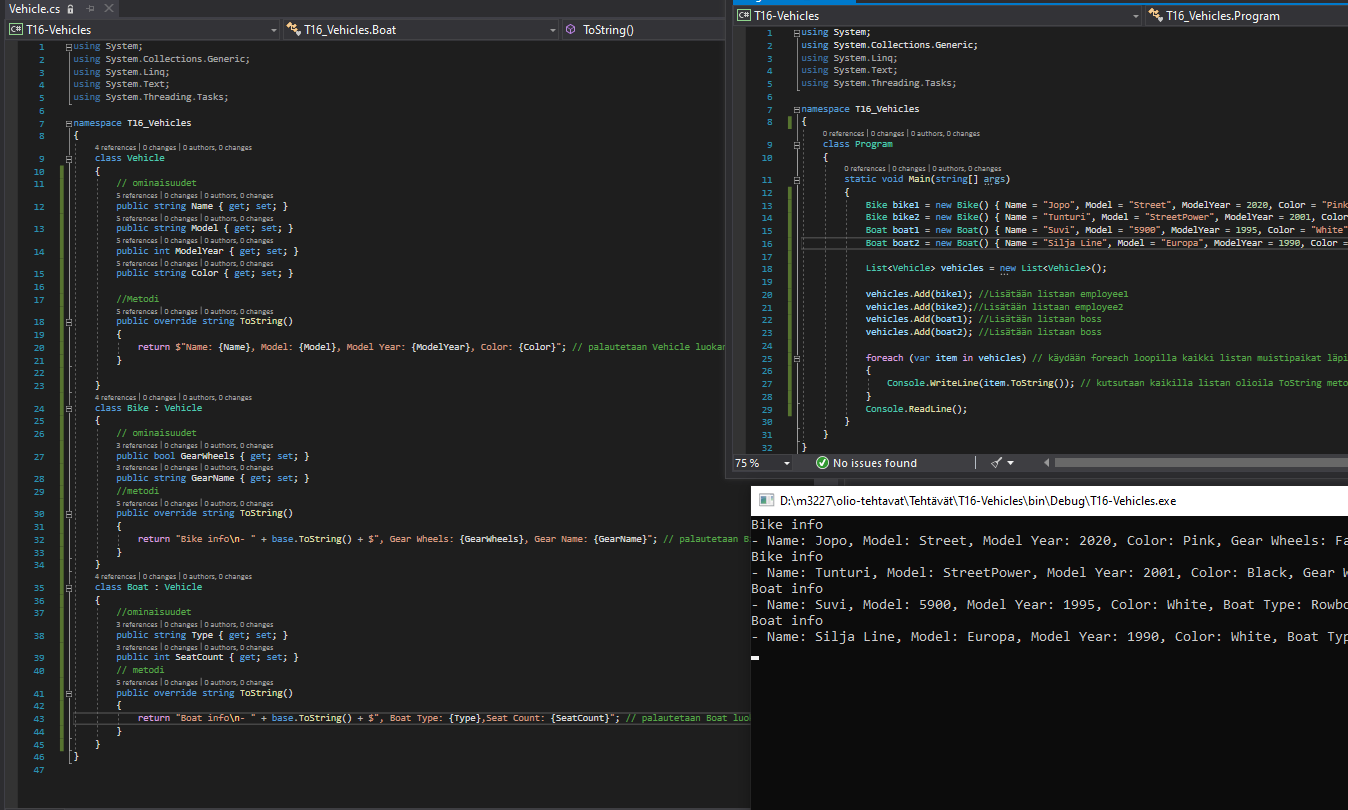 Vehicle.cs
T16-Vehicles
T16_Vehicles.Boat
ToString()
1 using System;
2 using System.Collections.Generic;
3 using System.Linq;
4 using System.Text;
5 using System.Threading.Tasks;
6
7 namespace T16_Vehicles
8 {
4 references | 0 changes | 0 authors, 0 changes
9 class Vehicle
10 {
11 // ominaisuudet
5 references | 0 changes | 0 authors, 0 changes
12 public string Name { get; set; }
5 references | 0 changes | 0 authors, 0 changes
13 public string Model { get; set; }
5 references | 0 changes | 0 authors, 0 changes
14 public int ModelYear { get; set; }
5 references | 0 changes | 0 authors, 0 changes
15 public string Color { get; set; }
16
17 //Metodi
5 references | 0 changes | 0 authors, 0 changes
18 public override string ToString()
19 {
20 return $"Name: {Name}, Model: {Model}, Model Year: {ModelYear}, Color: {Color}"; // palautetaan Vehicle luokan
21 }
22
23 }
4 references | 0 changes | 0 authors, 0 changes
24 class Bike : Vehicle
25 {
26 // ominaisuudet
3 references | 0 changes | 0 authors, 0 changes
27 public bool GearWheels { get; set; }
3 references | 0 changes | 0 authors, 0 changes
28 public string GearName { get; set; }
29 //metodi
5 references | 0 changes | 0 authors, 0 changes
30 public override string ToString()
31 {
32 return "Bike info\n- " + base.ToString() + $", Gear Wheels: {GearWheels}, Gear Name: {GearName}"; // palautetaan B
33 }
34 }
4 references | 0 changes | 0 authors, 0 changes
35 class Boat : Vehicle
36 {
37 //ominaisuudet
3 references | 0 changes | 0 authors, 0 changes
38 public string Type { get; set; }
3 references | 0 changes | 0 authors, 0 changes
39 public int SeatCount { get; set; }
40 // metodi
5 references | 0 changes | 0 authors, 0 changes
41 public override string ToString()
42 {
43 return "Boat info\n- " + base.ToString() + $", Boat Type: {Type},Seat Count: {SeatCount}"; // palautetaan Boat luo
44 }
45 }
46 }
47
T16-Vehicles
T16_Vehicles.Program
1 using System;
2 using System.Collections.Generic;
3 using System.Linq;
4 using System.Text;
5 using System.Threading.Tasks;
6
7 namespace T16_Vehicles
8 {
0 references | 0 changes | 0 authors, 0 changes
9 class Program
10 {
0 references | 0 changes | 0 authors, 0 changes
11 static void Main(string[] args)
12 {
13 Bike bike1 = new Bike() { Name = "Jopo", Model = "Street", ModelYear = 2020, Color = "Pink
14 Bike bike2 = new Bike() { Name = "Tunturi", Model = "StreetPower", ModelYear = 2001, Color
15 Boat boat1 = new Boat() { Name = "Suvi", Model = "5900", ModelYear = 1995, Color = "White"
16 Boat boat2 = new Boat() { Name = "Silja Line", Model = "Europa", ModelYear = 1990, Color =
17
18 List<Vehicle> vehicles = new List<Vehicle>();
19
20 vehicles.Add(bike1); //Lisätään listaan employee1
21 vehicles.Add(bike2);//Lisätään listaan employee2
22 vehicles.Add(boat1); //Lisätään listaan boss
23 vehicles.Add(boat2); //Lisätään listaan boss
24
25 foreach (var item in vehicles) // käydään foreach loopilla kaikki listan muistipaikat läpi
26 {
27 Console.WriteLine(item.ToString()); // kutsutaan kaikilla listan olioila ToString meto
28 }
29 Console.ReadLine();
30 }
31 }
32 }
75 %
No issues found
D:\m3227\olio-tehtavat\Tehtävät\T16-Vehicles\bin\Debug\T16-Vehicles.exe
Bike info
- Name: Jopo, Model: Street, Model Year: 2020, Color: Pink, Gear Wheels: Fa
Bike info
- Name: Tunturi, Model: StreetPower, Model Year: 2001, Color: Black, Gear W
Boat info
- Name: Suvi, Model: 5900, Model Year: 1995, Color: White, Boat Type: Rowbo
Boat info
- Name: Silja Line, Model: Europa, Model Year: 1990, Color: White, Boat Typ